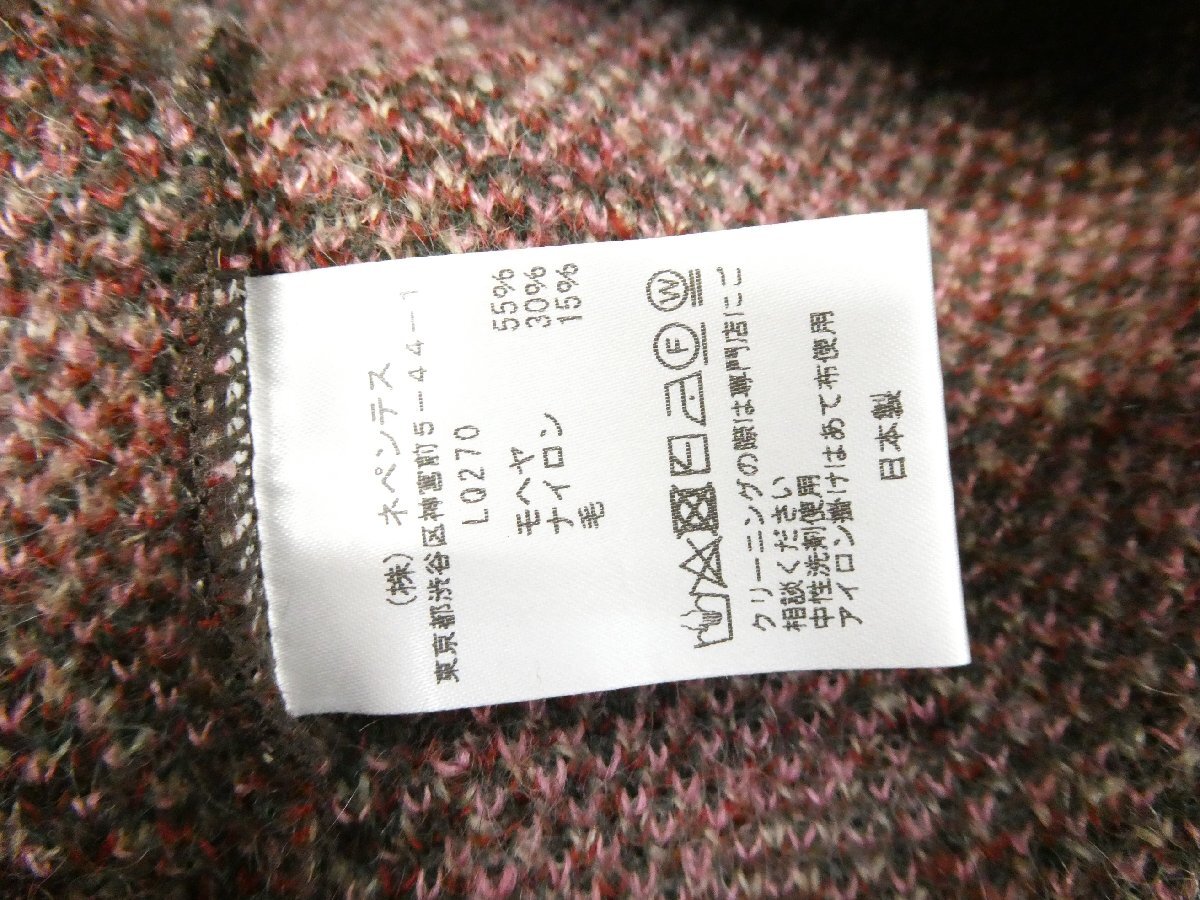 (株) ネペンテス
東京都渋谷区神宮前5-44-1
LQ270
モヘヤ 55%
ナイロン 30%
毛 15%
F W
クリーニングの際は専門店にご
相談ください
中性洗剤使用
アイロン掛けはあて布使用
日本製